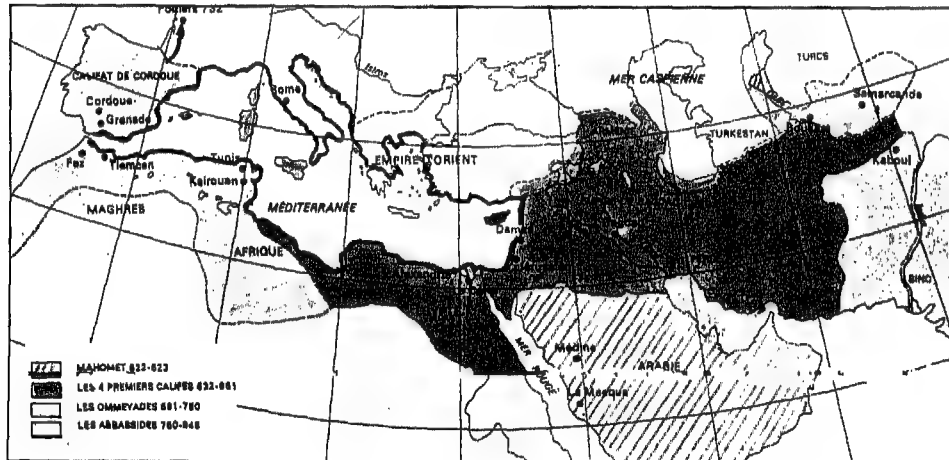 Poitiers 732
CALIFAT DE CORDOUE
Cordoue
Grenade
Rome
Islms
MER CASPIENNE
TURCS
Samarcande
TURKESTAN
Kaboul
Fez
Tlemcen
Tunis
Kairouan
EMPIRE D'ORIENT
MAGHREB
MÉDITERRANÉE
AFRIQUE
MER ROUGE
Médine
ARABIE
La Mecque
MAHOMET 622-623
LES 4 PREMIERS CALIFES 632-661
LES OMMEYADES 661-750
LES ABBASSIDES 750-945